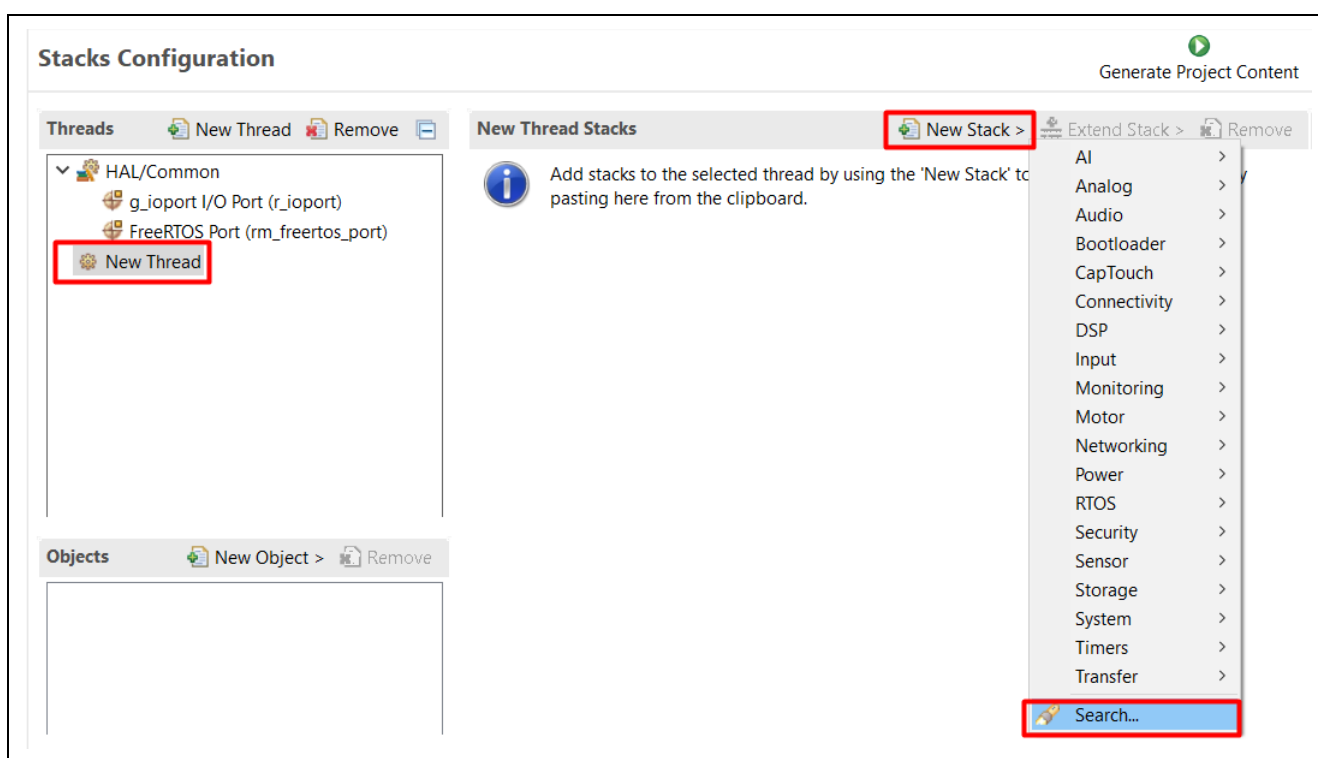 Stacks Configuration
Generate Project Content
Threads New Thread Remove
New Thread Stacks New Stack > Extend Stack > Remove
HAL/Common
g_ioport I/O Port (r_ioport)
FreeRTOS Port (rm_freertos_port)
New Thread
Add stacks to the selected thread by using the 'New Stack'
pasting here from the clipboard.
AI >
Analog >
Audio >
Bootloader >
CapTouch >
Connectivity >
DSP >
Input >
Monitoring >
Motor >
Networking >
Power >
RTOS >
Security >
Sensor >
Storage >
System >
Timers >
Transfer >
Search...
Objects New Object > Remove